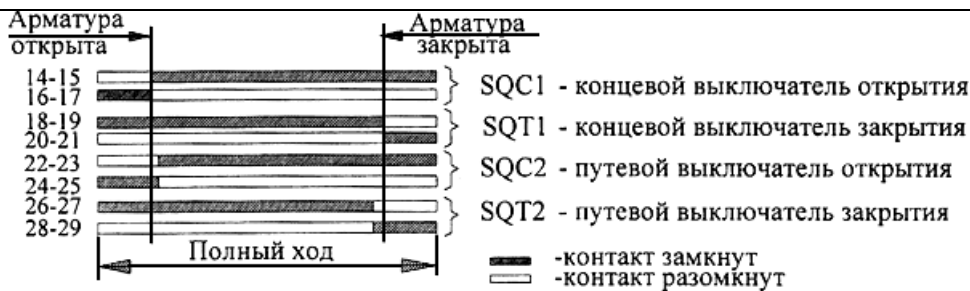 Арматура открыта
Арматура закрыта
14-15
16-17
SQC1 - концевой выключатель открытия
18-19
20-21
SQT1 - концевой выключатель закрытия
22-23
24-25
SQC2 - путевой выключатель открытия
26-27
28-29
SQT2 - путевой выключатель закрытия
Полный ход
-контакт замкнут
-контакт разомкнут